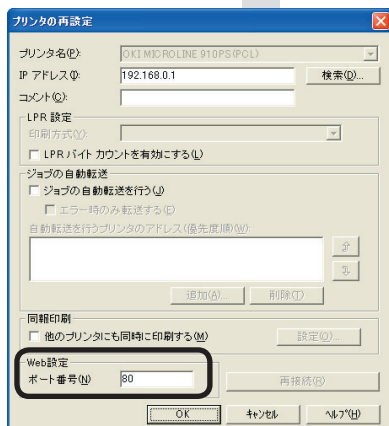 プリンタの再設定
プリンタ名(P): OKI MICROLINE 910PS(PCL)
IP アドレス(I): 192.168.0.1 検索(D)...
コメント(C):
LPR 設定
印刷方式(Y):
LPRバイト カウントを有効にする(L)
ジョブの自動転送
ジョブの自動転送を行う(J)
エラー時のみ転送する(E)
自動転送を行うプリンタのアドレス(優先度順)(W):
追加(A)... 削除(T)
同報印刷
他のプリンタにも同時に印刷する(M) 設定(O)...
Web設定
ポート番号(N) 80 再接続(R)
OK キャンセル ヘルプ(H)